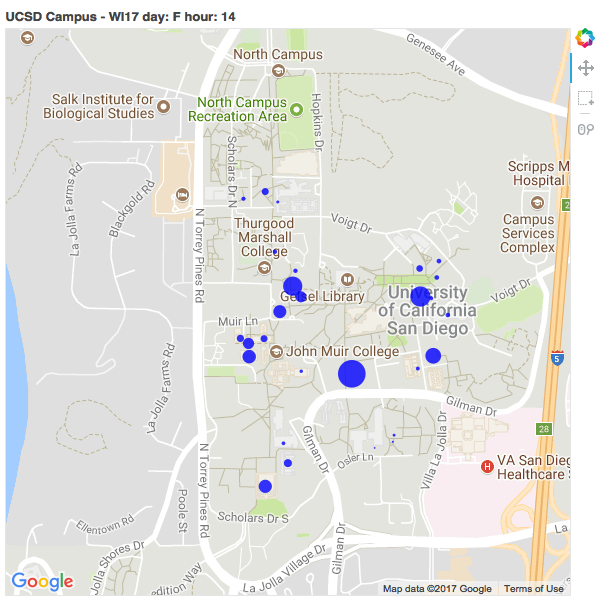 UCSD Campus - WI17 day: F hour: 14
Genesee Ave
North Campus
Salk Institute for
Biological Studies
North Campus
Recreation Area
Hopkins Dr
Scholars Dr N
Scripps M
Hospital
La Jolla Farms Rd
Blackgold Rd
N Torrey Pines Rd
Voigt Dr
Thurgood
Marshall
College
Campus
Services
Complex
Geisel Library
University
of California
San Diego
Voigt Dr
Muir Ln
John Muir College
5
La Jolla Farms Rd
Gilman Dr
28
Gilman Dr
Osler Ln
Villa La Jolla Dr
H
VA San Dieg
Healthcare
N Torrey Pines Rd
Poole St
Ellentown Rd
Scholars Dr S
La Jolla Shores Dr
Gilman Dr
La
La Jolla Village Dr
edition Way
Google
Map data ©2017 Google
Terms of Use